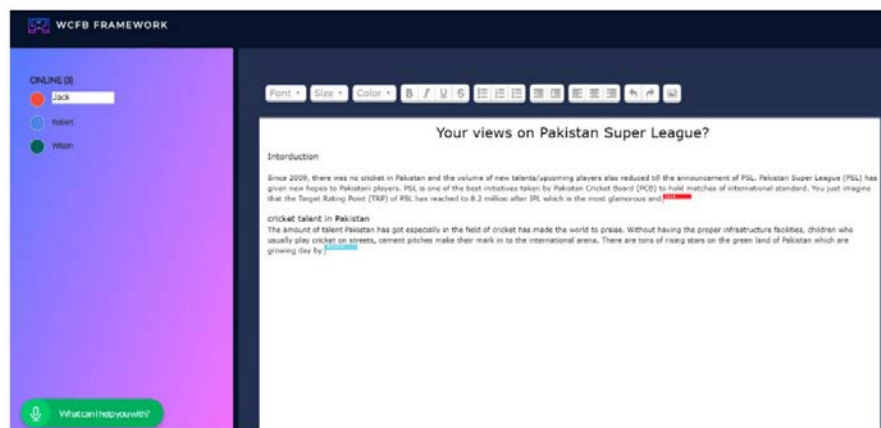 WCFB FRAMEWORK
ONLINE (3)
Jack
Robert
Wilson
Font
Size
Color
B I U S
Your views on Pakistan Super League?
Intorduction
Since 2009, there was no cricket in Pakistan and the volume of new talents/upcoming players also reduced till the announcement of PSL. Pakistan Super League (PSL) has
given new hopes to Pakistani players. PSL is one of the best initiatives taken by Pakistan Cricket Board (PCB) to hold matches of international standard. You just imagine
that the Target Rating Point (TRP) of PSL has reached to 8.2 million after IPL which is the most glamorous and
cricket talent in Pakistan
The amount of talent Pakistan has got especially in the field of cricket has made the world to praise. Without having the proper infrastructure facilities, children who
usually play cricket on streets, cement pitches make their mark in to the international arena. There are tons of rising stars on the green land of Pakistan which are
growing day by
What can I help you with?